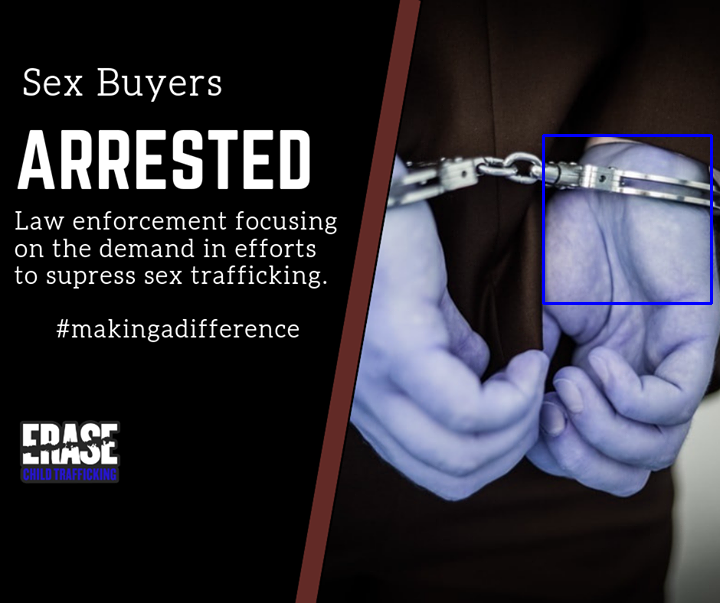 Sex Buyers
ARRESTED
Law enforcement focusing
on the demand in efforts
to supress sex trafficking.
#makingadifference
ERASE
CHILD TRAFFICKING